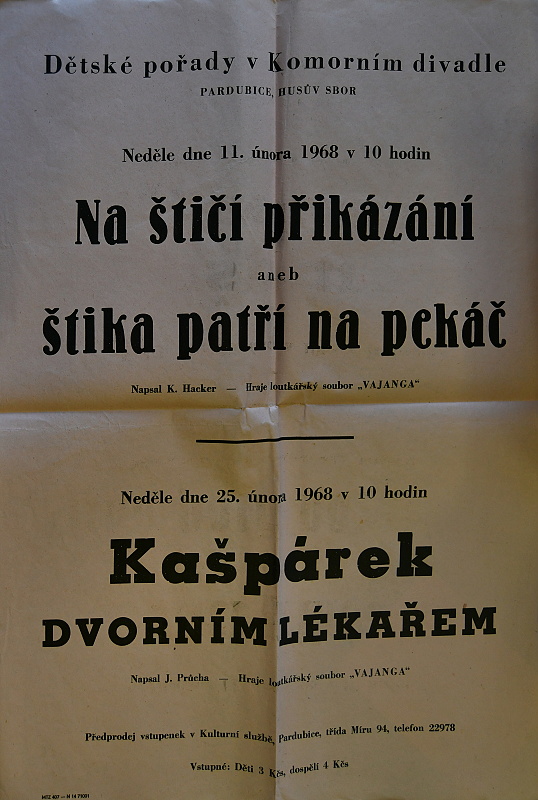 Dětské pořady v Komorním divadle
PARDUBICE, HUSŮV SBOR
Neděle dne 11. února 1968 v 10 hodin
Na štičí přikázání
aneb
štika patří na pekáč
Napsal K. Hacker — Hraje loutkářský soubor „VAJANGA“
Neděle dne 25. února 1968 v 10 hodin
Kašpárek
DVORNÍM LÉKAŘEM
Napsal J. Průcha — Hraje loutkářský soubor „VAJANGA“
Předprodej vstupenek v Kulturní službě, Pardubice, třída Míru 94, telefon 22978
Vstupné: Děti 3 Kčs, dospělí 4 Kčs